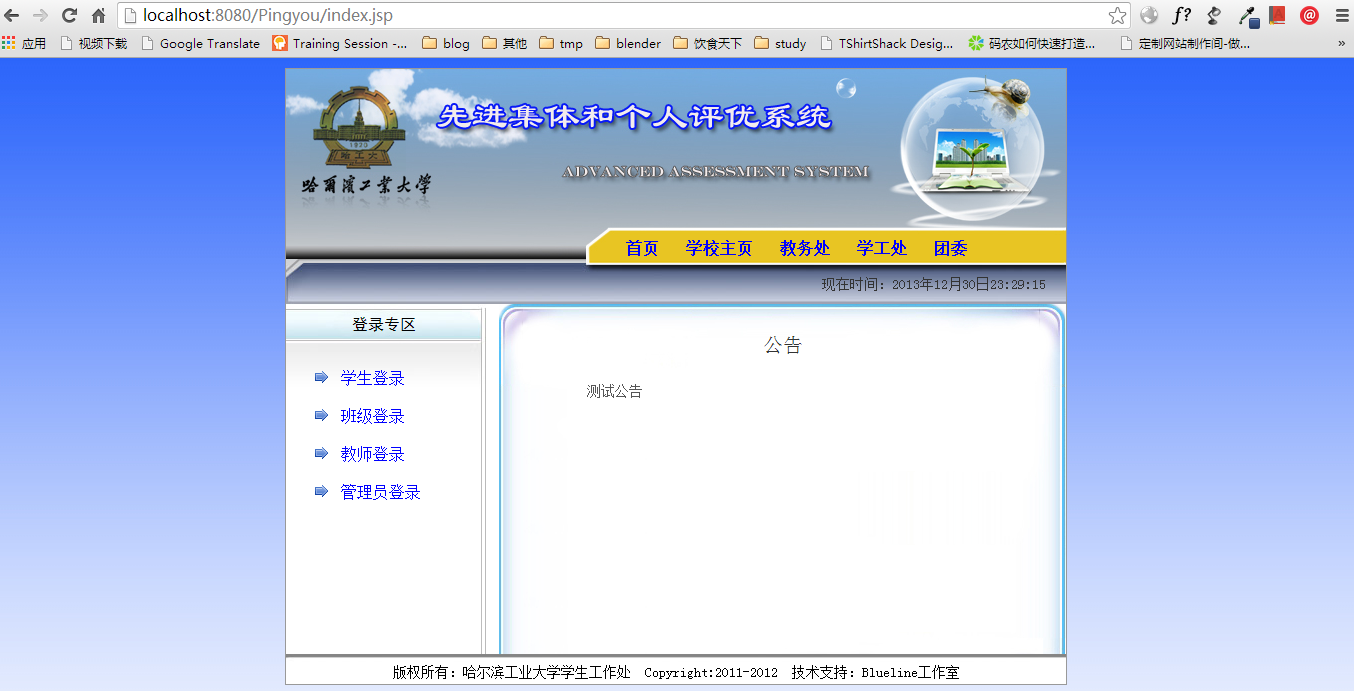 localhost:8080/Pingyou/index.jsp
f?
应用 视频下载 Google Translate Training Session -... blog 其他 tmp blender 饮食天下 study TShirtShack Desig... 码农如何快速打造... 定制网站制作间-做... »
先进集体和个人评优系统
ADVANCED ASSESSMENT SYSTEM
1920
哈工大
哈尔滨工业大学
首页 学校主页 教务处 学工处 团委
现在时间：2013年12月30日23:29:15
登录专区
学生登录
班级登录
教师登录
管理员登录
公告
测试公告
版权所有：哈尔滨工业大学学生工作处 Copyright:2011-2012 技术支持：Blueline工作室